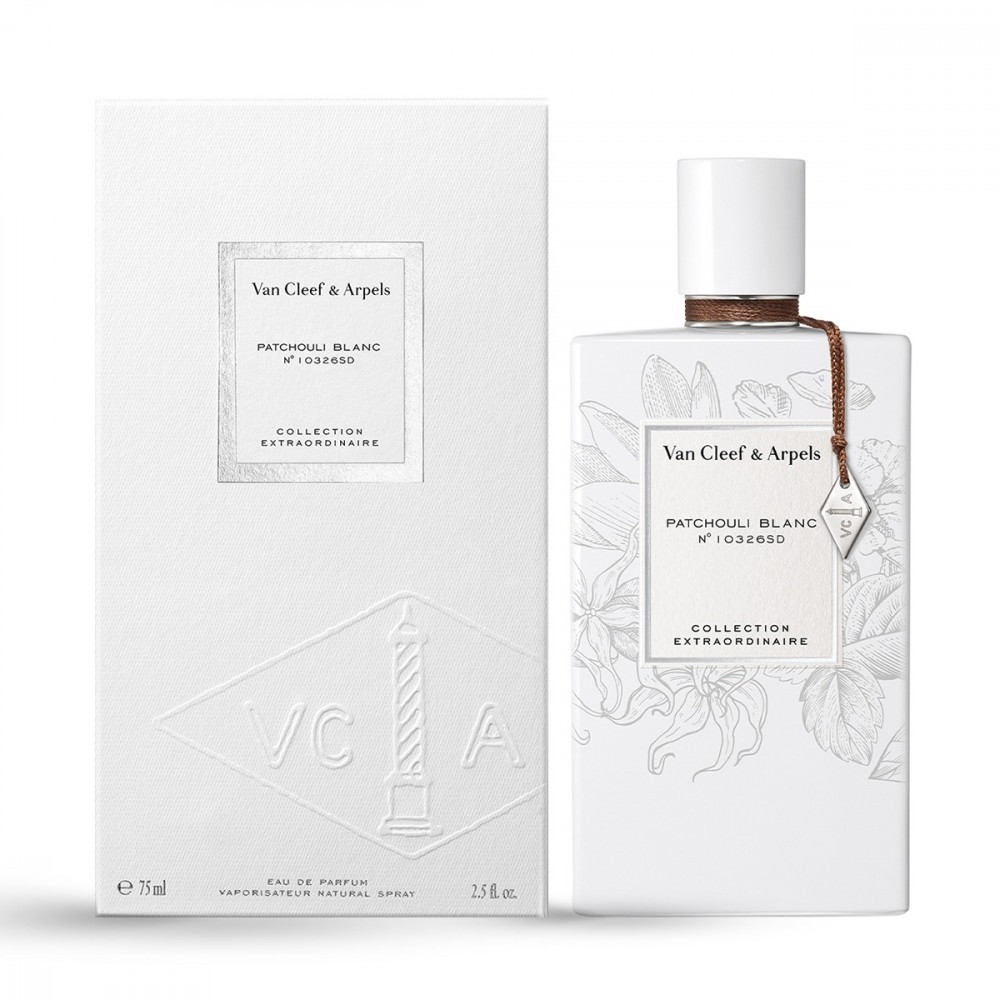 Van Cleef & Arpels
PATCHOULI BLANC
N° 10326SD
COLLECTION
EXTRAORDINAIRE
VC A
e 75 ml
EAU DE PARFUM
VAPORISATEUR NATURAL SPRAY
2.5 fl. oz.
Van Cleef & Arpels
PATCHOULI BLANC
N° 10326SD
COLLECTION
EXTRAORDINAIRE
VC A